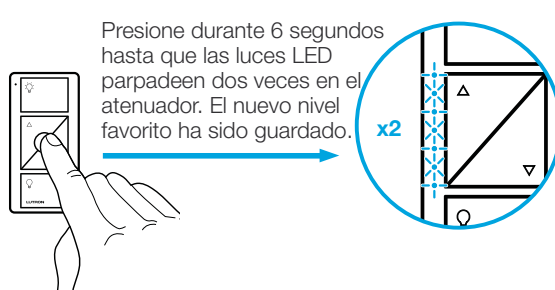 Presione durante 6 segundos
hasta que las luces LED
parpadeen dos veces en el
atenuador. El nuevo nivel
favorito ha sido guardado.
x2
LUTRON